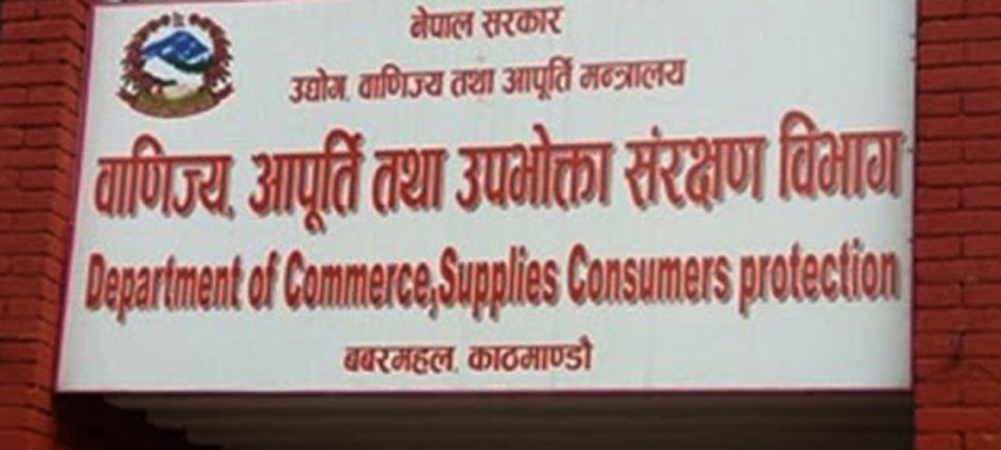 नेपाल सरकार
उद्योग, वाणिज्य तथा आपूर्ति मन्त्रालय
वाणिज्य, आपूर्ति तथा उपभोक्ता संरक्षण विभाग
Department of Commerce,Supplies Consumers protection
बबरमहल, काठमाण्डौ